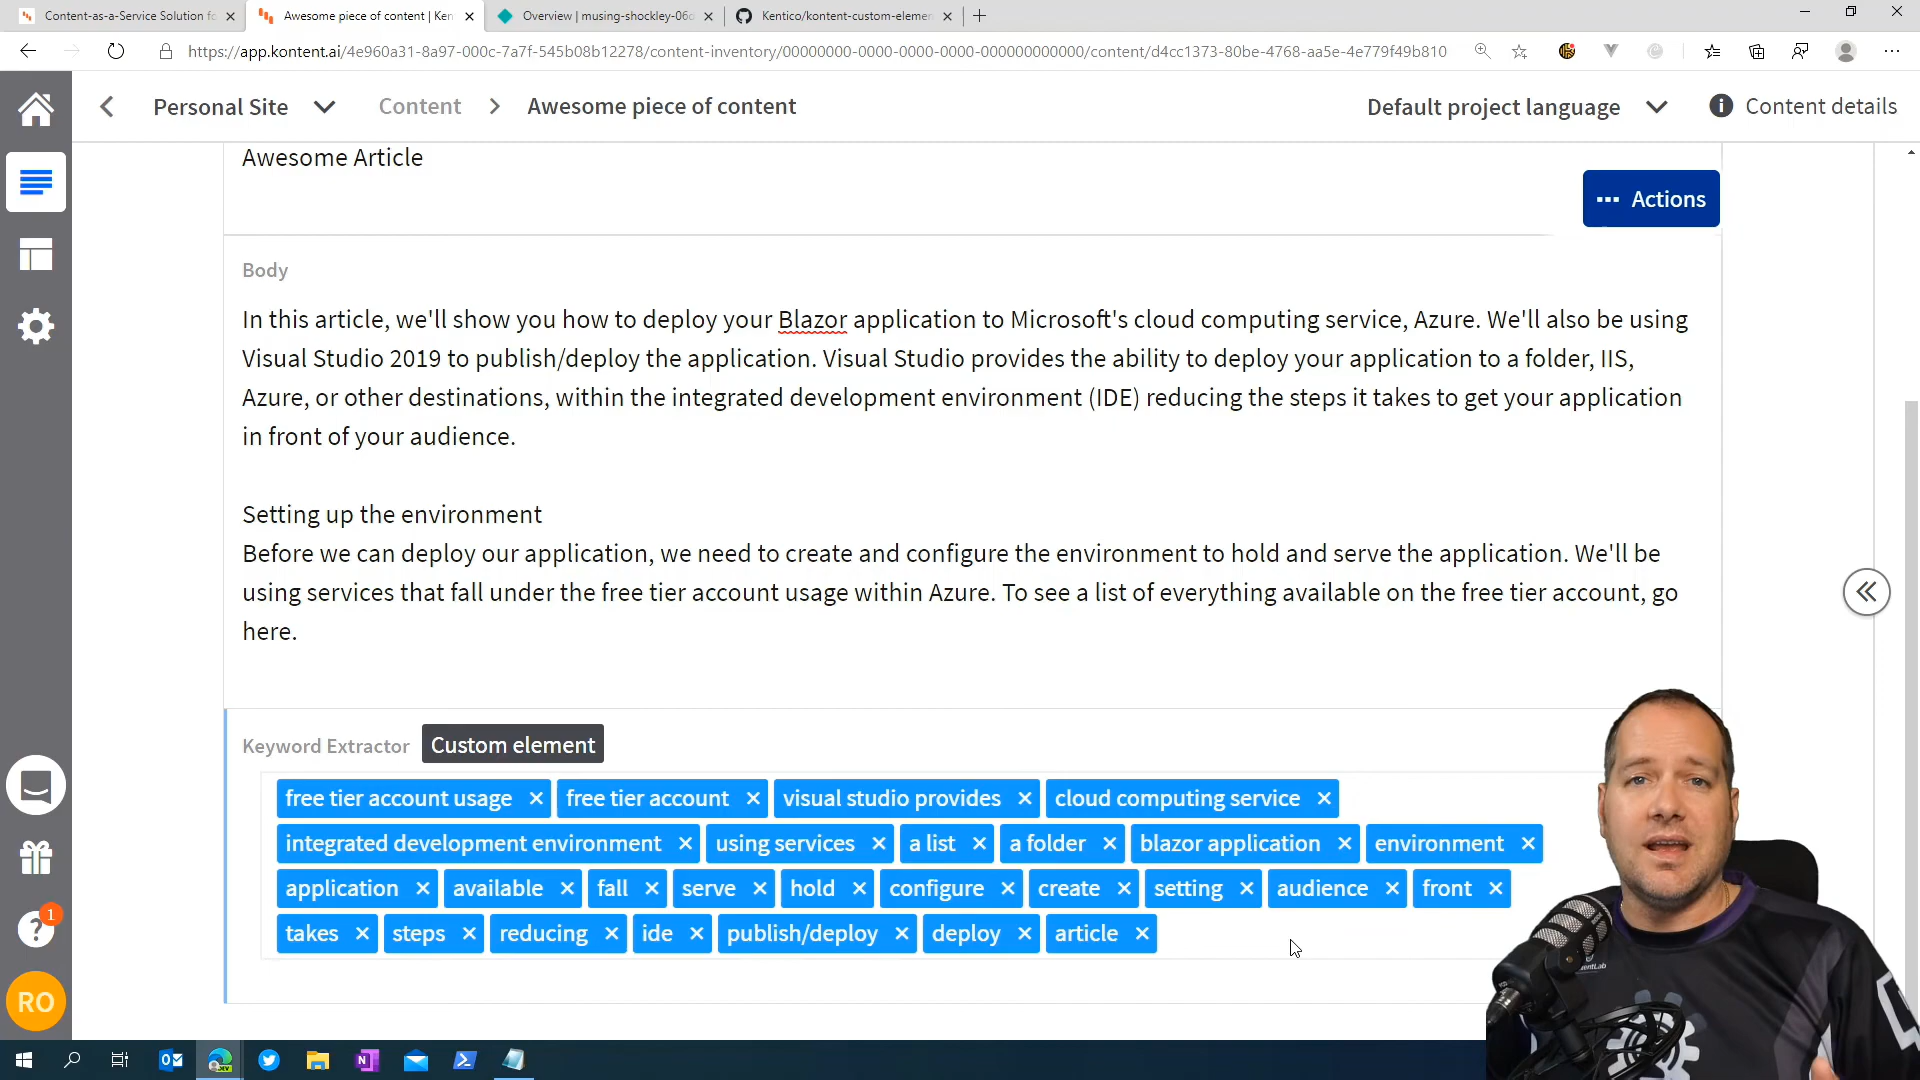 Content-as-a-Service Solution fo
Awesome piece of content | Ken
Overview | musing-shockley-06d
Kentico/kontent-custom-elemen
https://app.kontent.ai/4e960a31-8a97-000c-7a7f-545b08b12278/content-inventory/00000000-0000-0000-0000-000000000000/content/d4cc1373-80be-4768-aa5e-4e779f49b810
Personal Site
Content
Awesome piece of content
Default project language
Content details
Awesome Article
Actions
Body
In this article, we'll show you how to deploy your Blazor application to Microsoft's cloud computing service, Azure. We'll also be using
Visual Studio 2019 to publish/deploy the application. Visual Studio provides the ability to deploy your application to a folder, IIS,
Azure, or other destinations, within the integrated development environment (IDE) reducing the steps it takes to get your application
in front of your audience.
Setting up the environment
Before we can deploy our application, we need to create and configure the environment to hold and serve the application. We'll be
using services that fall under the free tier account usage within Azure. To see a list of everything available on the free tier account, go
here.
Keyword Extractor Custom element
free tier account usage × free tier account × visual studio provides × cloud computing service ×
integrated development environment × using services × a list × a folder × blazor application × environment ×
application × available × fall × serve × hold × configure × create × setting × audience × front ×
takes × steps × reducing × ide × publish/deploy × deploy × article ×
1
RO